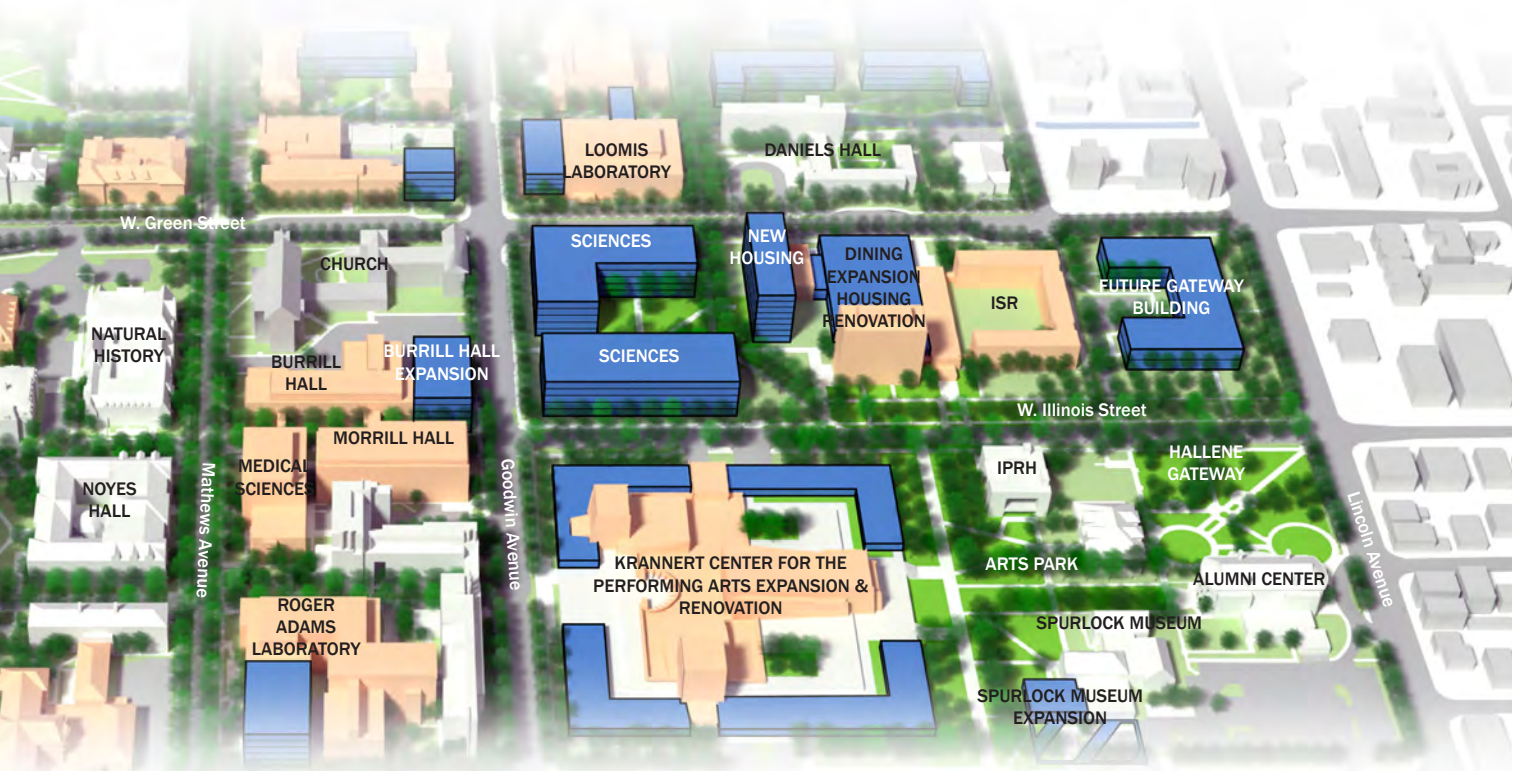 LOOMIS
LABORATORY
DANIELS HALL
W. Green Street
CHURCH
SCIENCES
NEW
HOUSING
DINING
EXPANSION
HOUSING
RENOVATION
ISR
FUTURE GATEWAY
BUILDING
NATURAL
HISTORY
BURRILL
HALL
BURRILL HALL
EXPANSION
SCIENCES
W. Illinois Street
MORRILL HALL
MEDICAL
SCIENCES
NOYES
HALL
Mathews Avenue
Goodwin Avenue
IPRH
HALLENE
GATEWAY
Lincoln Avenue
KRANNERT CENTER FOR THE
PERFORMING ARTS EXPANSION &
RENOVATION
ARTS PARK
ALUMNI CENTER
ROGER
ADAMS
LABORATORY
SPURLOCK MUSEUM
SPURLOCK MUSEUM
EXPANSION